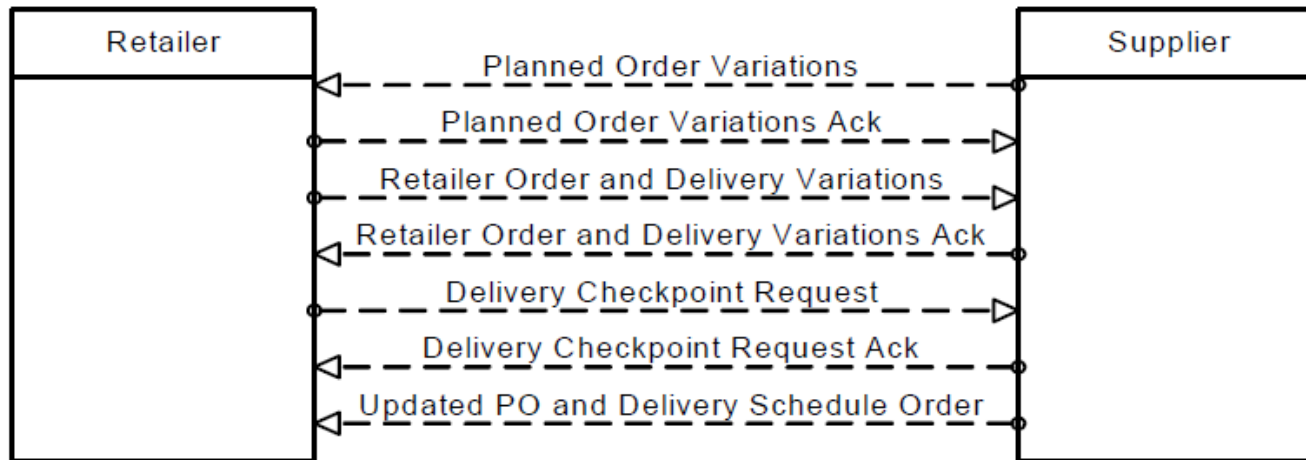 Retailer
Supplier
Planned Order Variations
Planned Order Variations Ack
Retailer Order and Delivery Variations
Retailer Order and Delivery Variations Ack
Delivery Checkpoint Request
Delivery Checkpoint Request Ack
Updated PO and Delivery Schedule Order